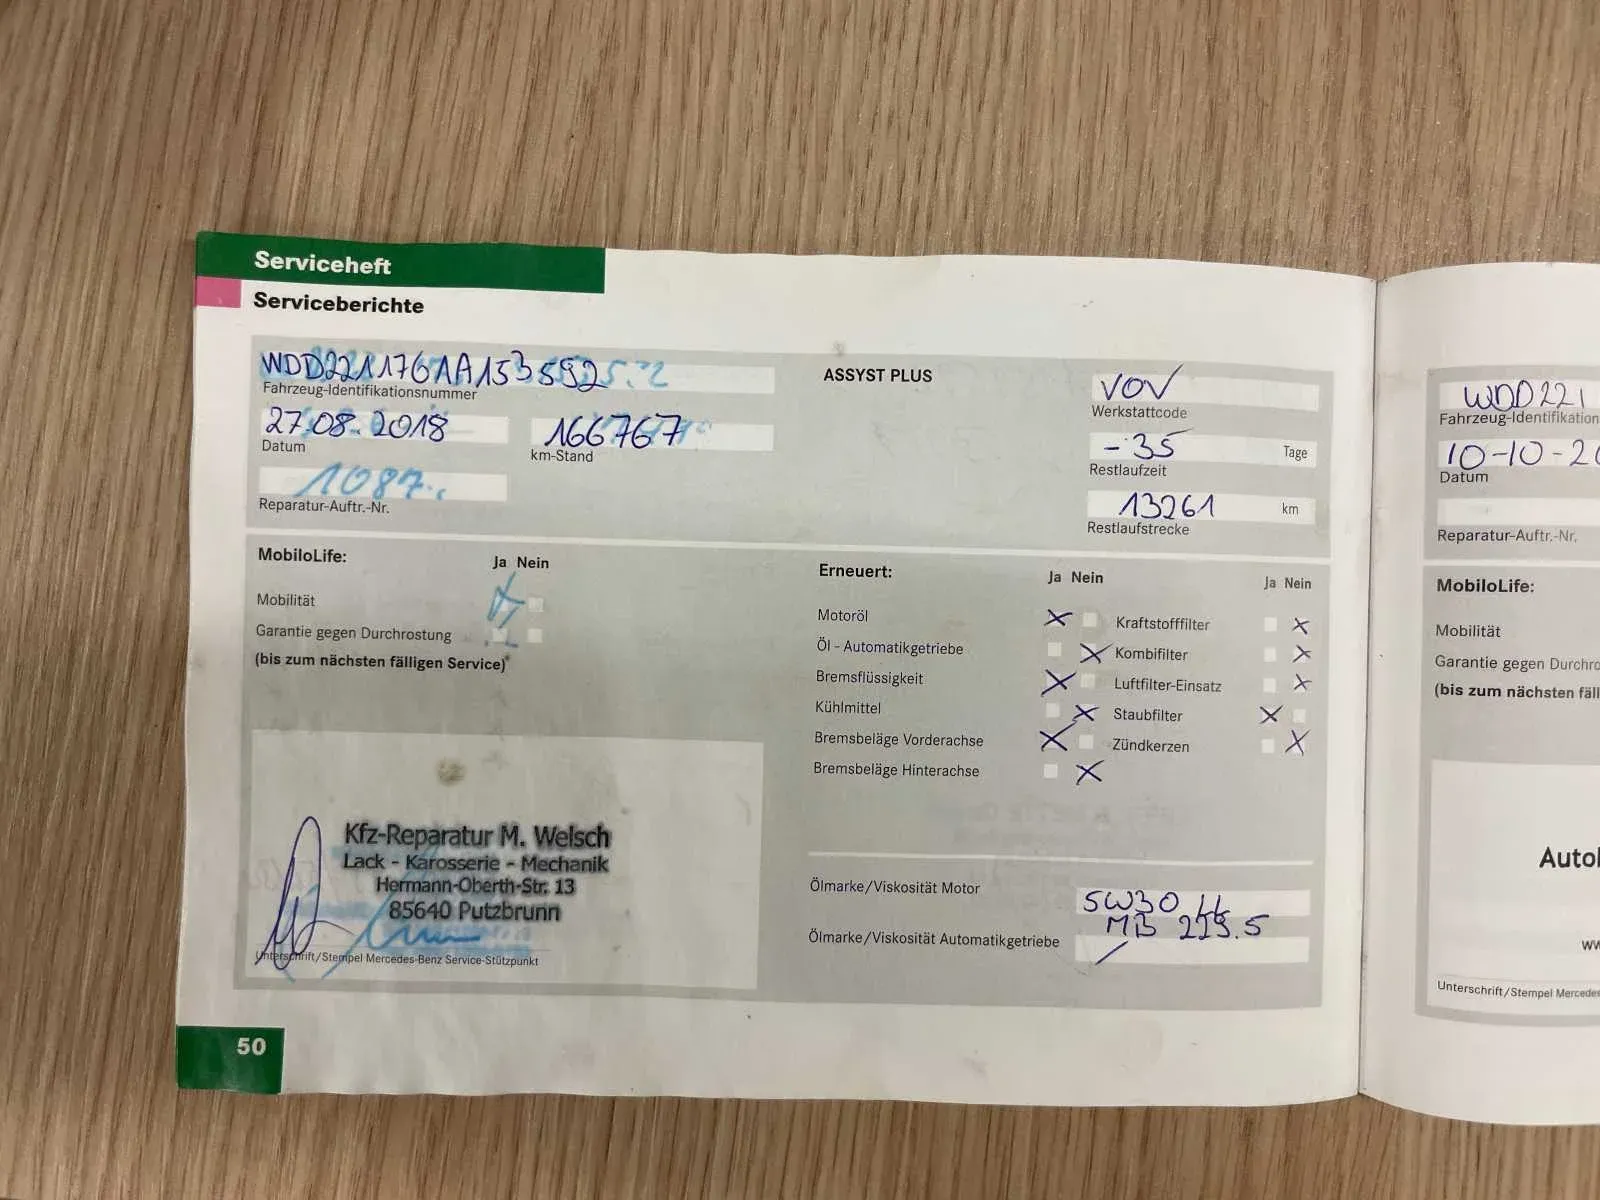 Serviceheft
Serviceberichte
WDD2211761A153592
Fahrzeug-Identifikationsnummer
27.08.2018
Datum
166767
km-Stand
1087
Reparatur-Auftr.-Nr.
ASSYST PLUS
VOV
Werkstattcode
-35 Tage
Restlaufzeit
13261 km
Restlaufstrecke
MobiloLife:
Ja Nein
Mobilität
Garantie gegen Durchrostung
(bis zum nächsten fälligen Service)*
Kfz-Reparatur M. Welsch
Lack - Karosserie - Mechanik
Hermann-Oberth-Str. 13
85640 Putzbrunn
Unterschrift/Stempel Mercedes-Benz Service-Stützpunkt
50
Erneuert:
Ja Nein
Ja Nein
Motoröl
Kraftstofffilter
Öl - Automatikgetriebe
Kombifilter
Bremsflüssigkeit
Luftfilter-Einsatz
Kühlmittel
Staubfilter
Bremsbeläge Vorderachse
Zündkerzen
Bremsbeläge Hinterachse
Ölmarke/Viskosität Motor
5W30 LL
MB 229.5
Ölmarke/Viskosität Automatikgetriebe
WDD221
Fahrzeug-Identifikation
10-10-20
Datum
Reparatur-Auftr.-Nr.
MobiloLife:
Mobilität
Garantie gegen Durchro
(bis zum nächsten fäll
Autol
ww
Unterschrift/Stempel Mercedes